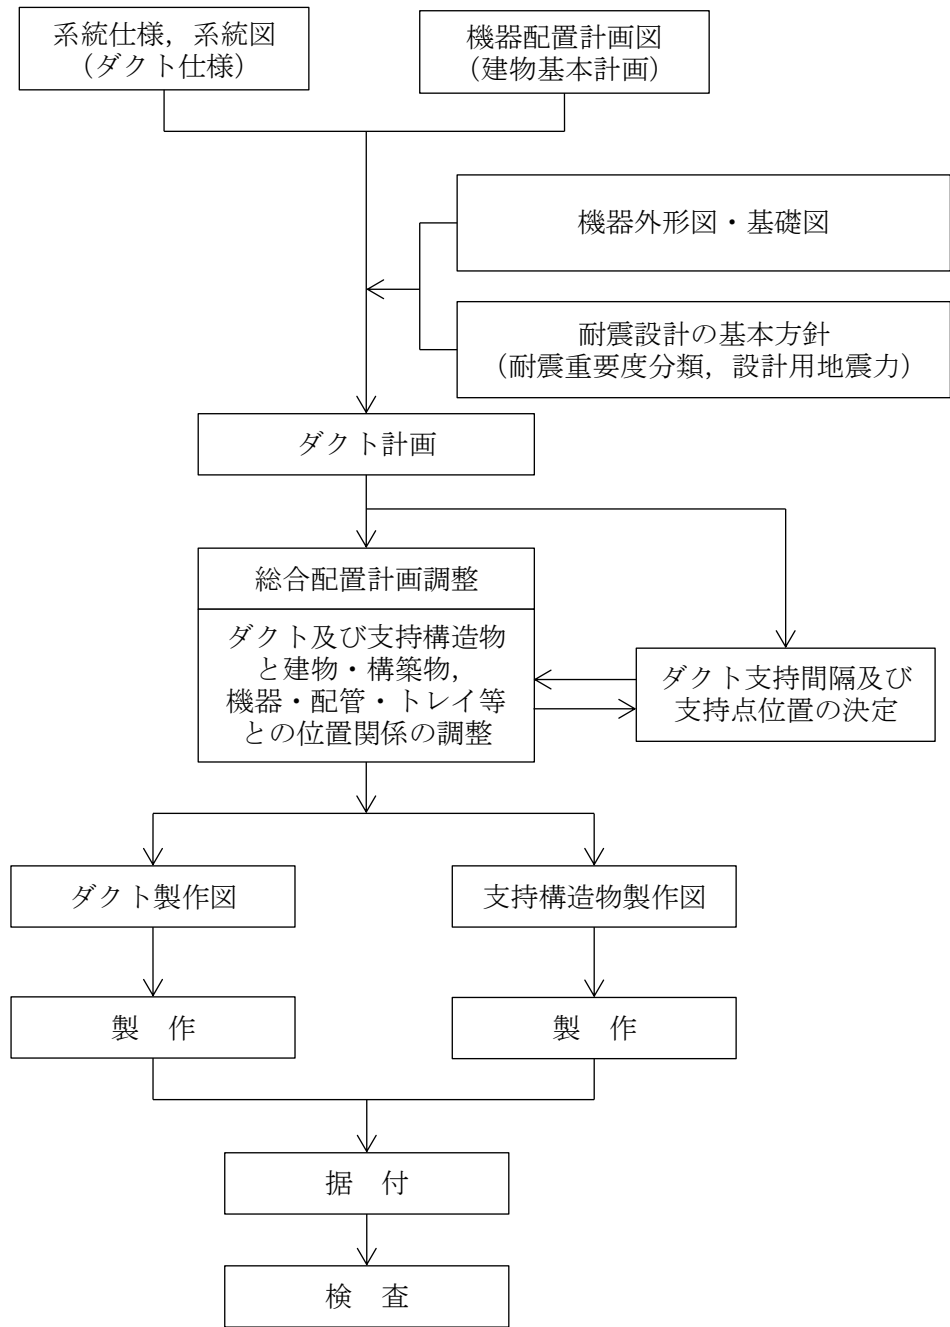 系統仕様，系統図
（ダクト仕様）
機器配置計画図
（建物基本計画）
機器外形図・基礎図
耐震設計の基本方針
（耐震重要度分類，設計用地震力）
ダクト計画
総合配置計画調整
ダクト及び支持構造物
と建物・構築物，
機器・配管・トレイ等
との位置関係の調整
ダクト支持間隔及び
支持点位置の決定
ダクト製作図
支持構造物製作図
製　作
製　作
据　付
検　査